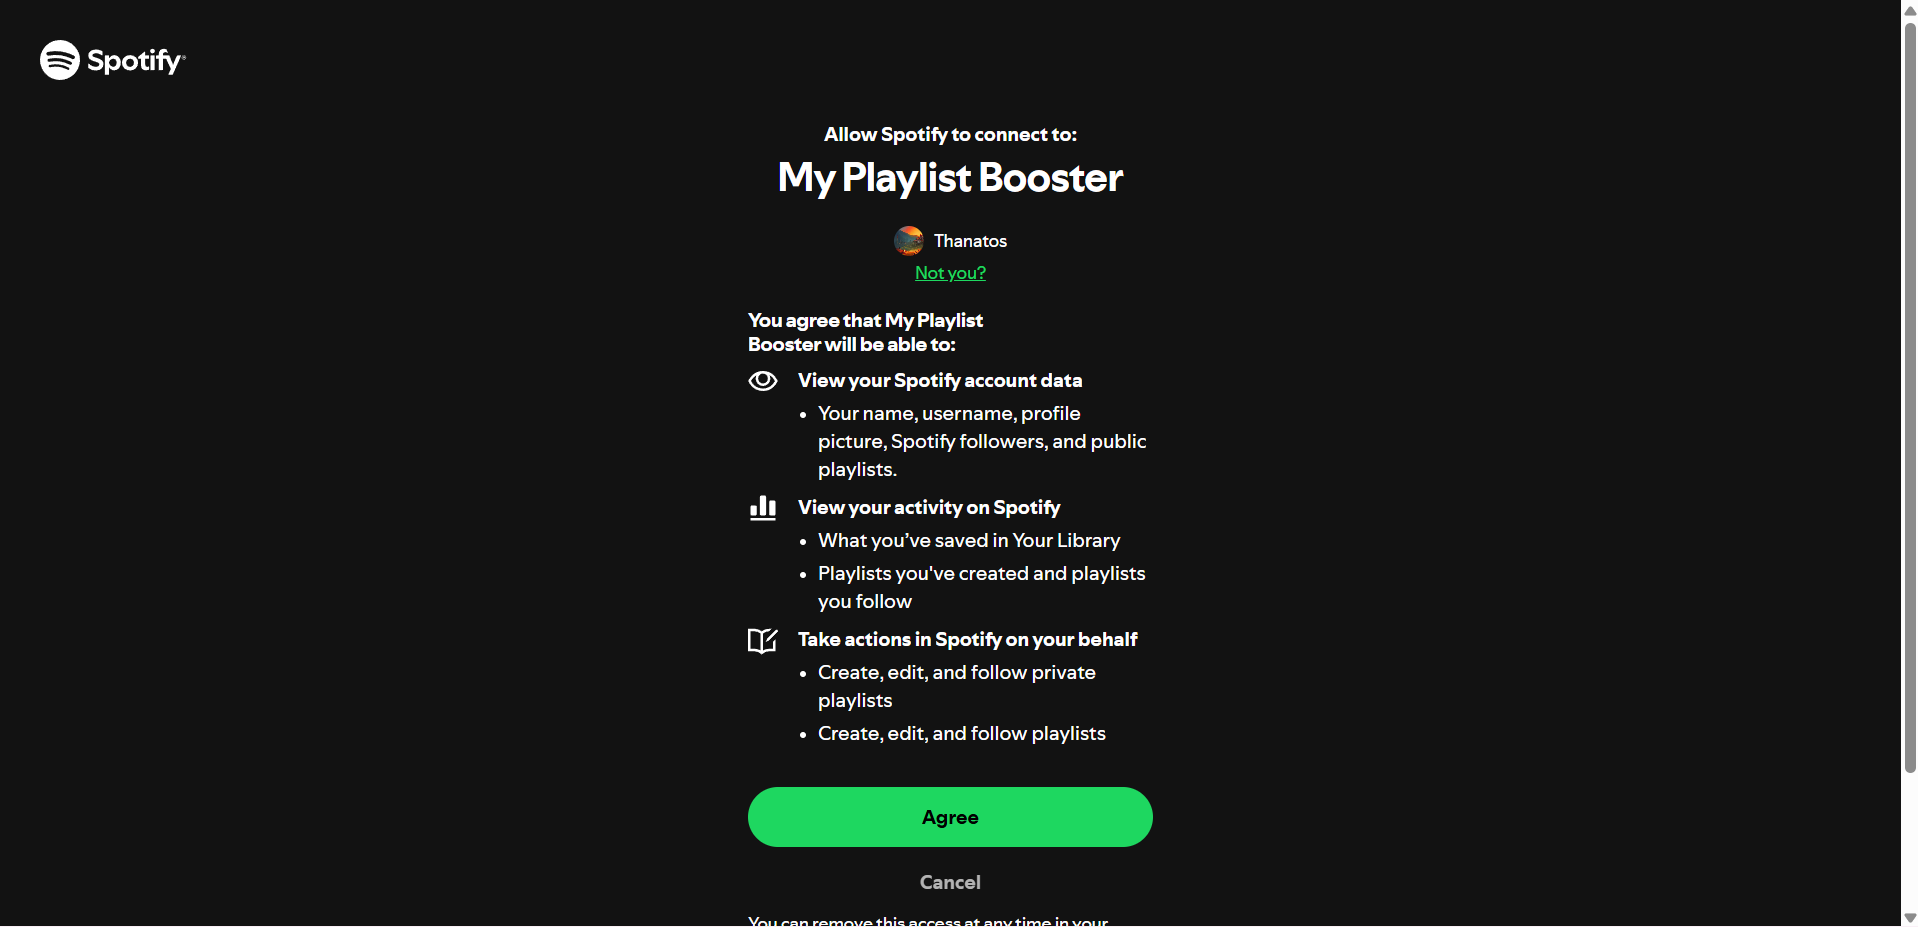 Spotify®
Allow Spotify to connect to:
My Playlist Booster
Thanatos
Not you?
You agree that My Playlist
Booster will be able to:
View your Spotify account data
• Your name, username, profile
picture, Spotify followers, and public
playlists.
View your activity on Spotify
• What you’ve saved in Your Library
• Playlists you've created and playlists
you follow
Take actions in Spotify on your behalf
• Create, edit, and follow private
playlists
• Create, edit, and follow playlists
Agree
Cancel
You can remove this access at any time in your